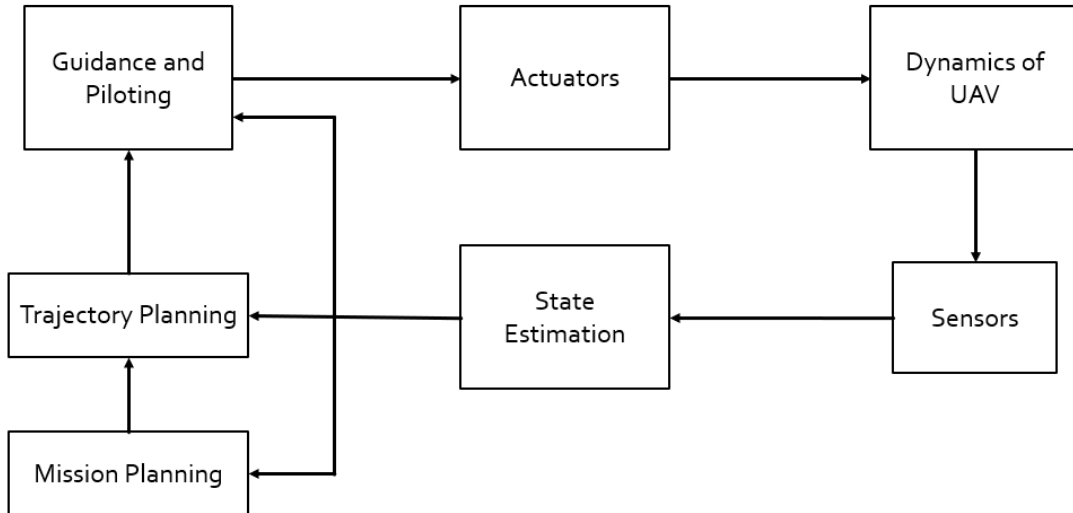 Guidance and
Piloting
Actuators
Dynamics of
UAV
Trajectory Planning
State
Estimation
Sensors
Mission Planning